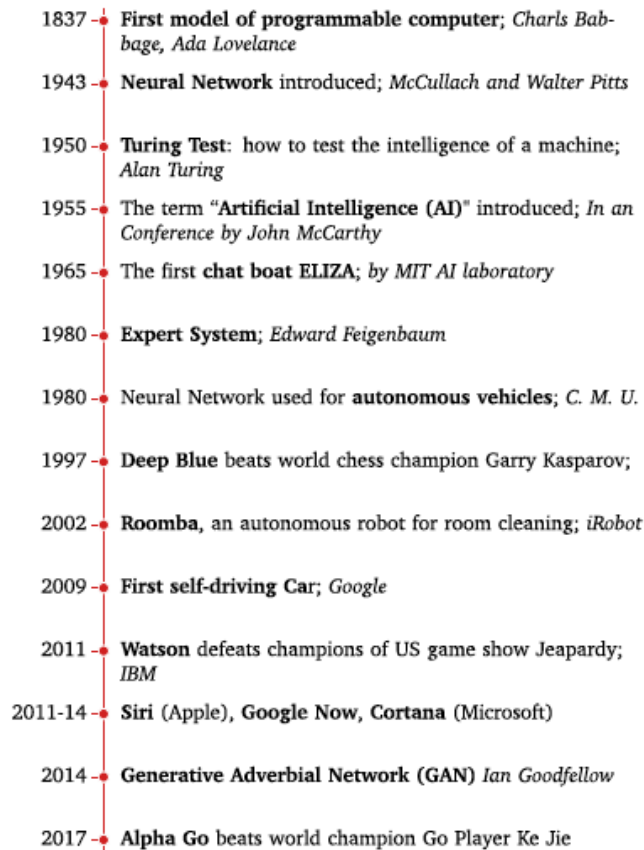 1837 First model of programmable computer; Charls Bab-
bage, Ada Lovelance
1943 Neural Network introduced; McCullach and Walter Pitts
1950 Turing Test: how to test the intelligence of a machine;
Alan Turing
1955 The term “Artificial Intelligence (AI)" introduced; In an
Conference by John McCarthy
1965 The first chat boat ELIZA; by MIT AI laboratory
1980 Expert System; Edward Feigenbaum
1980 Neural Network used for autonomous vehicles; C. M. U.
1997 Deep Blue beats world chess champion Garry Kasparov;
2002 Roomba, an autonomous robot for room cleaning; iRobot
2009 First self-driving Car; Google
2011 Watson defeats champions of US game show Jeapardy;
IBM
2011-14 Siri (Apple), Google Now, Cortana (Microsoft)
2014 Generative Adverbial Network (GAN) Ian Goodfellow
2017 Alpha Go beats world champion Go Player Ke Jie